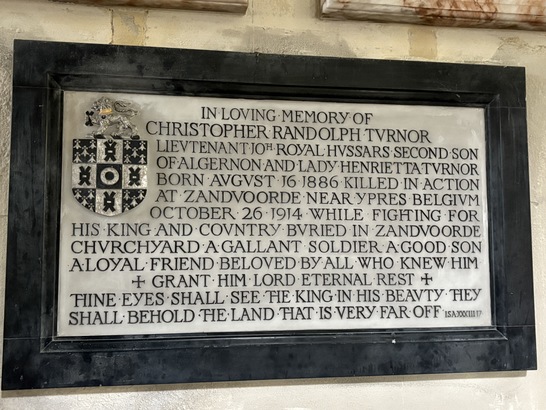 IN·LOVING·MEMORY OF
CHRISTOPHER·RANDOLPH TVRNOR
LIEVTENANT 10TH ROYAL·HVSSARS·SECOND·SON
OF·ALGERNON·AND·LADY·HENRIETTA·TVRNOR
BORN AVGVST 16 1886 KILLED IN ACTION
AT ZANDVOORDE NEAR YPRES BELGIVM
OCTOBER 26 1914 WHILE FIGHTING FOR
HIS KING AND COVNTRY BVRIED IN ZANDVOORDE
CHVRCHYARD·A·GALLANT·SOLDIER·A·GOOD·SON
A·LOYAL·FRIEND·BELOVED·BY·ALL WHO KNEW HIM
+ GRANT·HIM·LORD·ETERNAL·REST +
THINE·EYES·SHALL·SEE·THE·KING·IN·HIS·BEAVTY·THEY
SHALL·BEHOLD·THE·LAND·THAT·IS·VERY·FAR·OFF ISA·XXXIII·17